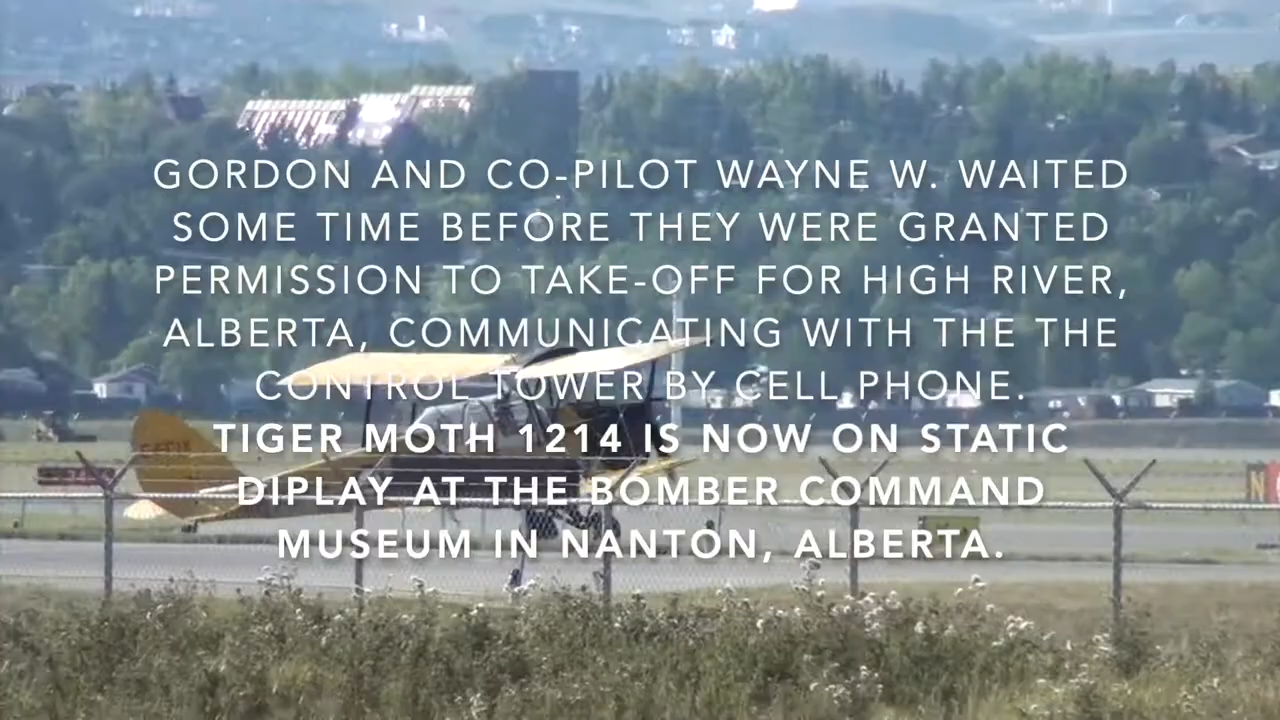 GORDON AND CO-PILOT WAYNE W. WAITED
SOME TIME BEFORE THEY WERE GRANTED
PERMISSION TO TAKE-OFF FOR HIGH RIVER,
ALBERTA, COMMUNICATING WITH THE THE
CONTROL TOWER BY CELL PHONE.
TIGER MOTH 1214 IS NOW ON STATIC
DIPLAY AT THE BOMBER COMMAND
MUSEUM IN NANTON, ALBERTA.